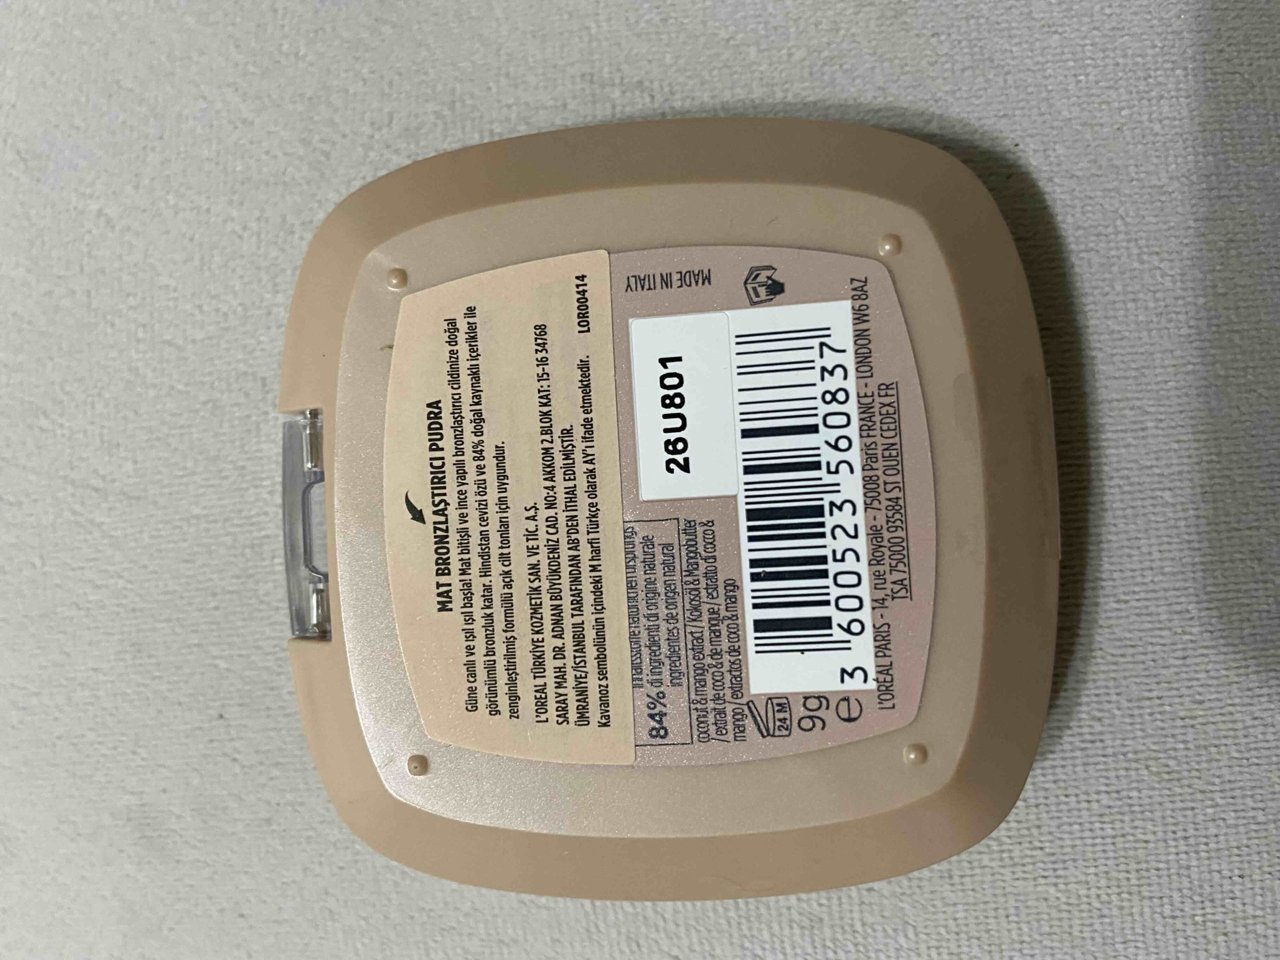 MAT BRONZLAŞTIRICI PUDRA
Güne canlı ve ışıl ışıl başla! Mat bitişli ve ince yapılı bronzlaştırıcı cildinize doğal
görünümlü bronzluk katar. Hindistan cevizi özlü ve 84% doğal kaynaklı içerikler ile
zenginleştirilmiş formülü açık cilt tonları için uygundur.
L'OREAL TÜRKİYE KOZMETİK SAN. VE TİC. A.Ş.
SARAY MAH. DR. ADNAN BÜYÜKDENİZ CAD. NO:4 AKKOM 2.BLOK KAT: 15-16 34768
ÜMRANİYE/İSTANBUL TARAFINDAN AB'DEN İTHAL EDİLMİŞTİR.
Kavanoz sembolünün içindeki M harfi Türkçe olarak AY'ı ifade etmektedir. LOR00414
MADE IN ITALY
26U801
84% di ingredienti di origine naturale
ingredientes de origen natural
coconut & mango extract / Kokosöl & Mangobutter
/ extrait de coco & de mangue / estratto di cocco &
mango / extractos de coco & mango
24 M
9g
e
3 600523 560837
L'ORÉAL PARIS - 14, rue Royale - 75008 Paris FRANCE - LONDON W6 8AZ
TSA 75000 93584 ST OUEN CEDEX FR